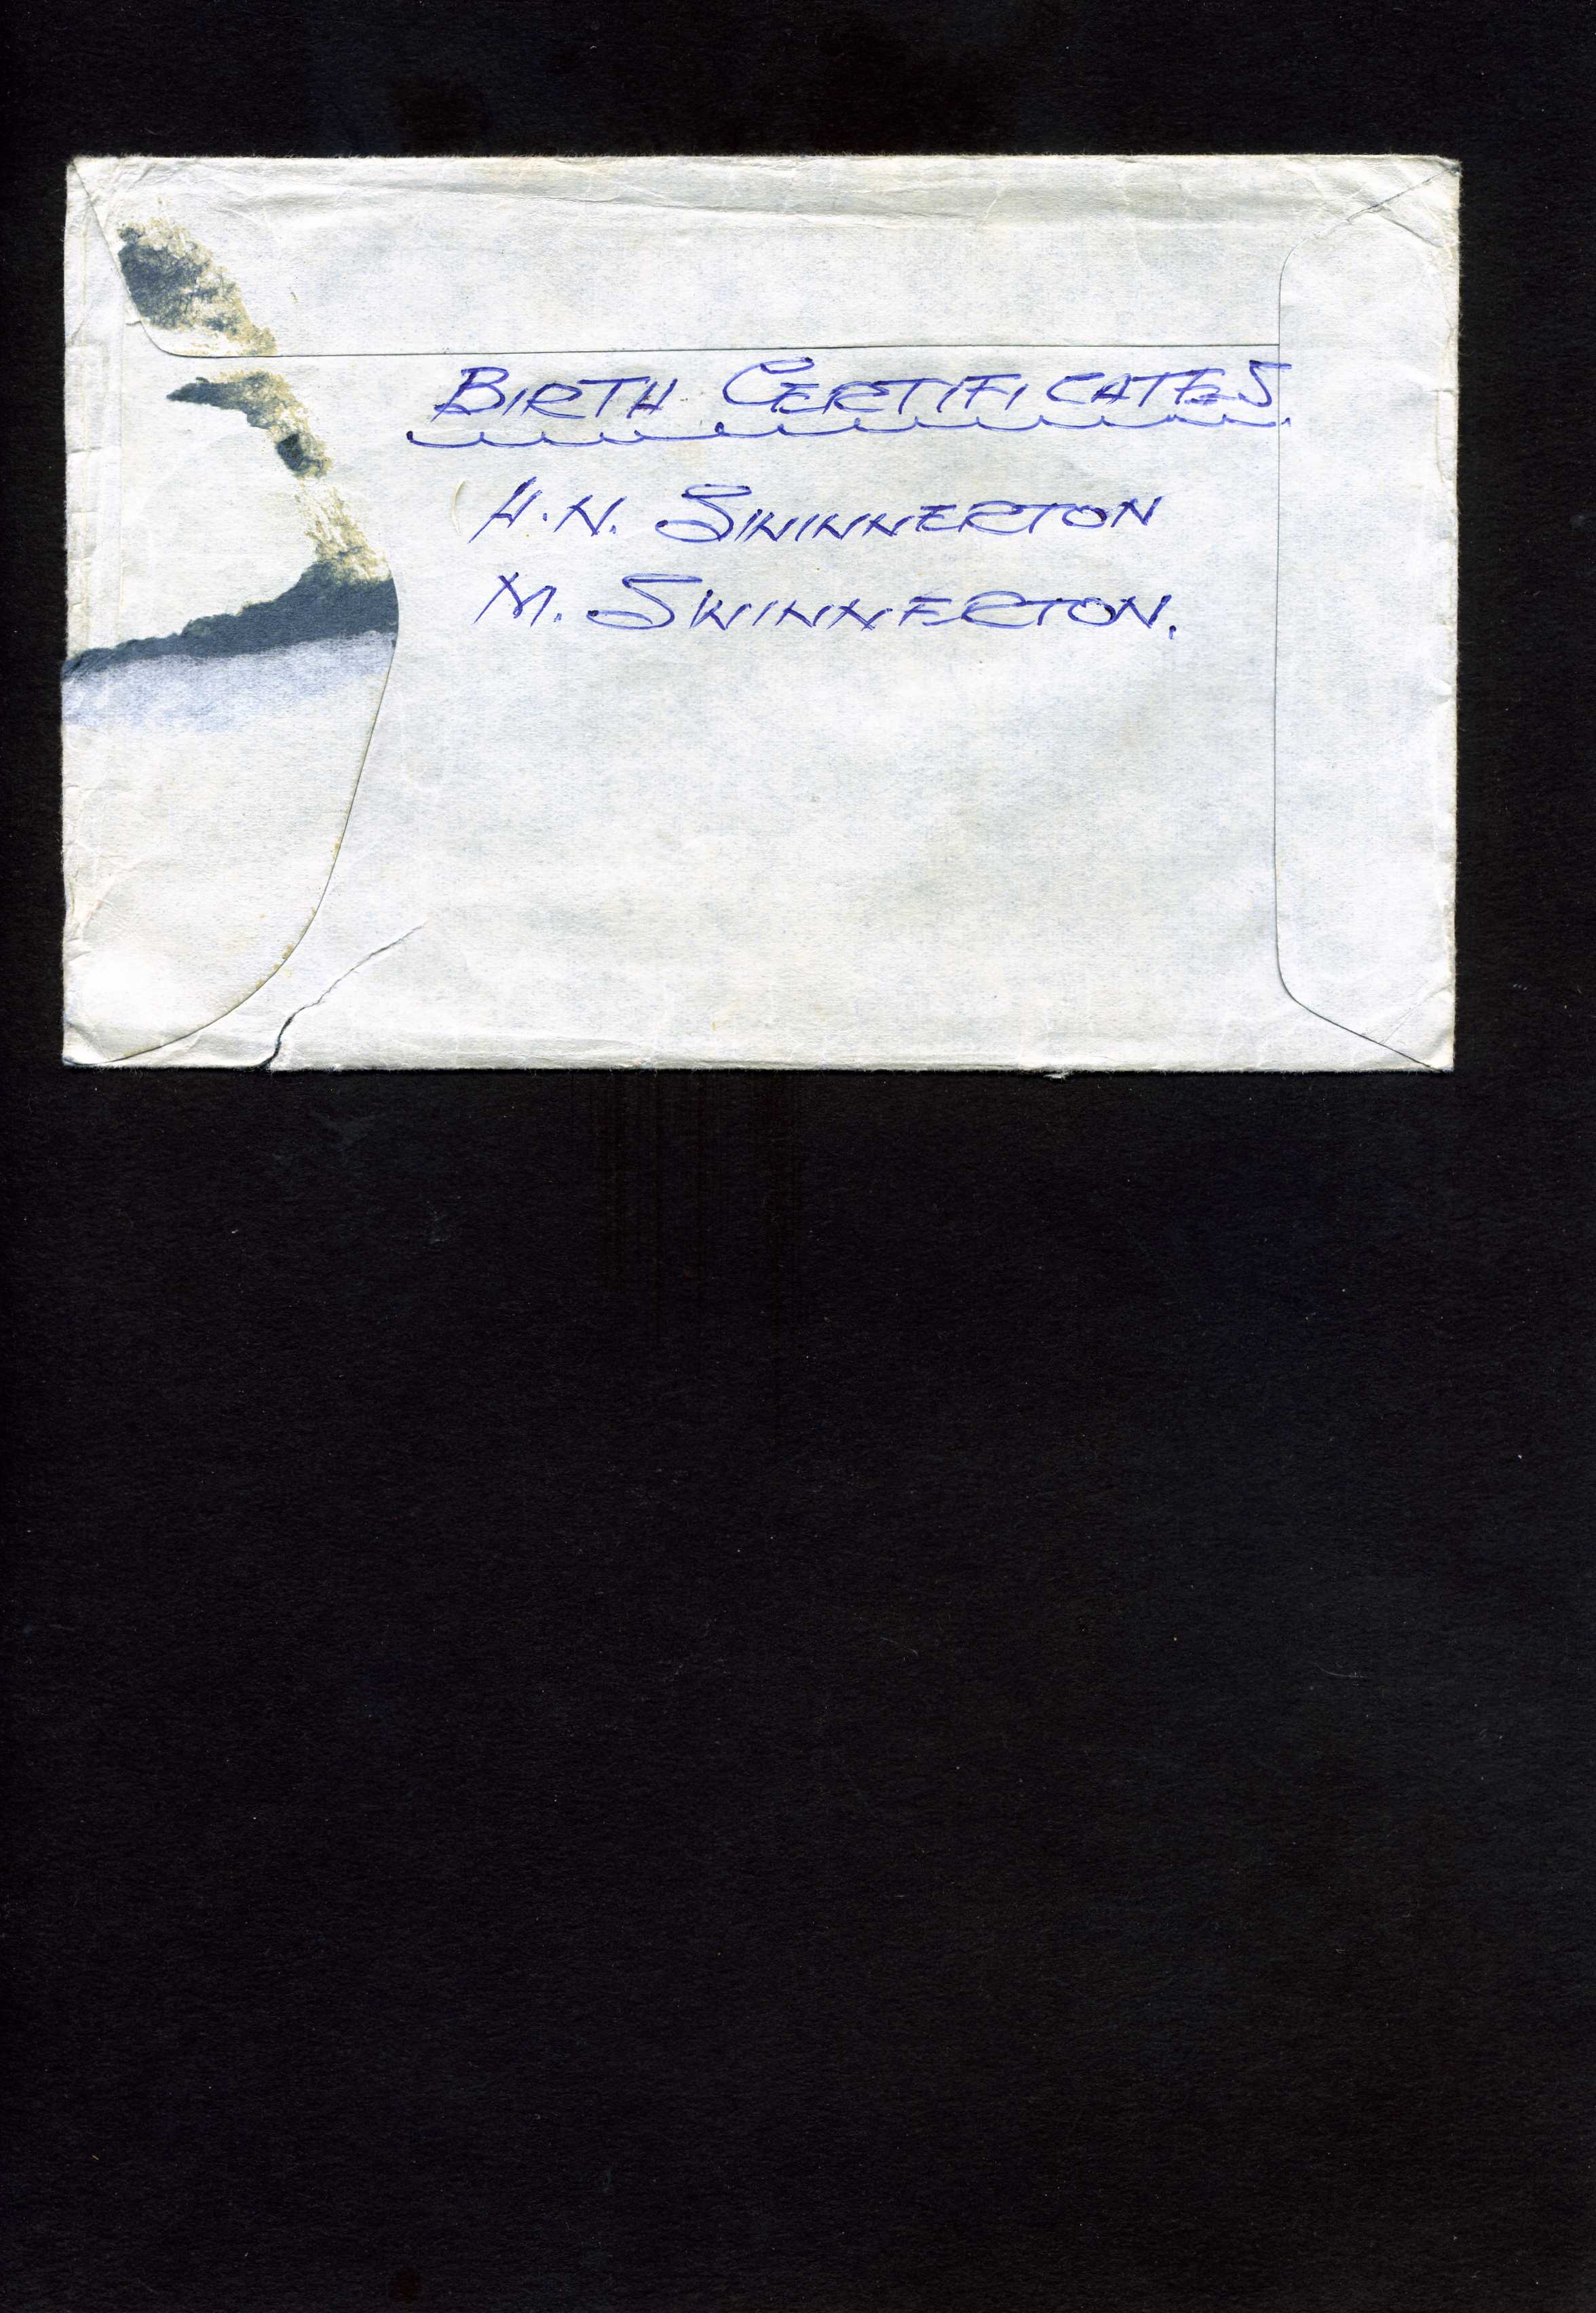 BIRTH CERTIFICATES.
H.N. SWINNERTON
M. SWINNERTON.